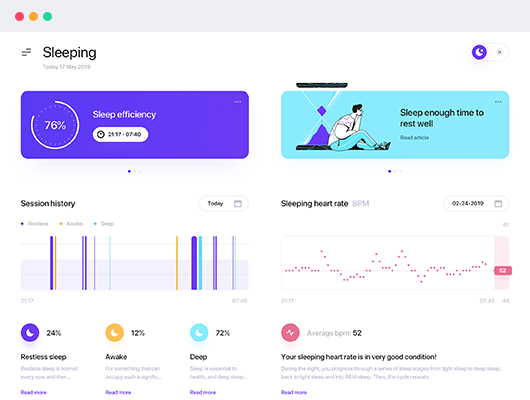 Sleeping
Today 17 May 2019
76%
Sleep efficiency
21:17 - 07:40
Sleep enough time to
rest well
Read article
Session history
Today
Restless
Awake
Deep
21:17
07:40
Sleeping heart rate BPM
02-24-2019
61
52
21:17
07:40
48
24%
Restless sleep
Restless sleep is normal
every now and then...
Read more
12%
Awake
For something that can
occupy such a signific...
Read more
72%
Deep
Sleep is essential to
health, and deep sleep...
Read more
Average bpm: 52
Your sleeping heart rate is in very good condition!
During the night, you progress through a series of sleep stages from light sleep to deep sleep,
back to light sleep and into REM sleep. Then, the cycle repeats.
Read more